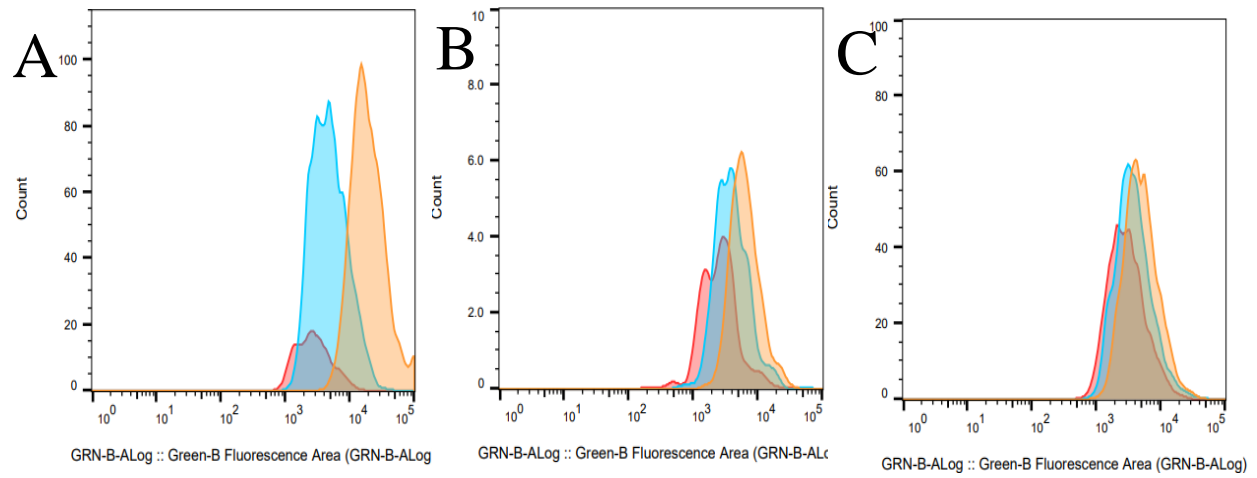 A
100
80
60
40
20
0
Count
10^0 10^1 10^2 10^3 10^4 10^5
GRN-B-ALog :: Green-B Fluorescence Area (GRN-B-ALog
B
10
8.0
6.0
4.0
2.0
0
Count
10^0 10^1 10^2 10^3 10^4 10^5
GRN-B-ALog :: Green-B Fluorescence Area (GRN-B-ALo
C
100
80
60
40
20
0
Count
10^0 10^1 10^2 10^3 10^4 10^5
GRN-B-ALog :: Green-B Fluorescence Area (GRN-B-ALog)